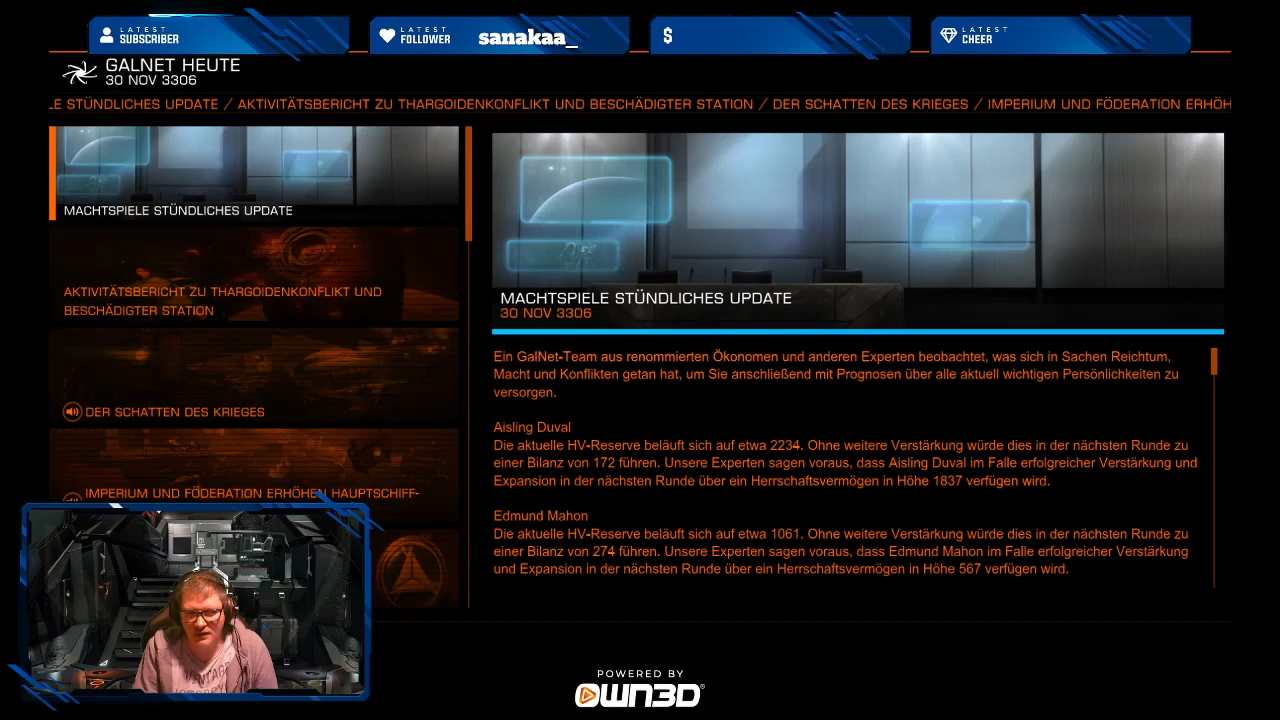 LATEST
SUBSCRIBER
LATEST
FOLLOWER
sanakaa_
$
LATEST
CHEER
GALNET HEUTE
30 NOV 3306
LE STÜNDLICHES UPDATE / AKTIVITÄTSBERICHT ZU THARGOIDENKONFLIKT UND BESCHÄDIGTER STATION / DER SCHATTEN DES KRIEGES / IMPERIUM UND FÖDERATION ERHÖH
MACHTSPIELE STÜNDLICHES UPDATE
AKTIVITÄTSBERICHT ZU THARGOIDENKONFLIKT UND
BESCHÄDIGTER STATION
DER SCHATTEN DES KRIEGES
IMPERIUM UND FÖDERATION ERHÖHEN HAUPTSCHIFF-
MACHTSPIELE STÜNDLICHES UPDATE
30 NOV 3306
Ein GalNet-Team aus renommierten Ökonomen und anderen Experten beobachtet, was sich in Sachen Reichtum,
Macht und Konflikten getan hat, um Sie anschließend mit Prognosen über alle aktuell wichtigen Persönlichkeiten zu
versorgen.
Aisling Duval
Die aktuelle HV-Reserve beläuft sich auf etwa 2234. Ohne weitere Verstärkung würde dies in der nächsten Runde zu
einer Bilanz von 172 führen. Unsere Experten sagen voraus, dass Aisling Duval im Falle erfolgreicher Verstärkung und
Expansion in der nächsten Runde über ein Herrschaftsvermögen in Höhe 1837 verfügen wird.
Edmund Mahon
Die aktuelle HV-Reserve beläuft sich auf etwa 1061. Ohne weitere Verstärkung würde dies in der nächsten Runde zu
einer Bilanz von 274 führen. Unsere Experten sagen voraus, dass Edmund Mahon im Falle erfolgreicher Verstärkung
und Expansion in der nächsten Runde über ein Herrschaftsvermögen in Höhe 567 verfügen wird.
POWERED BY
OWN3D